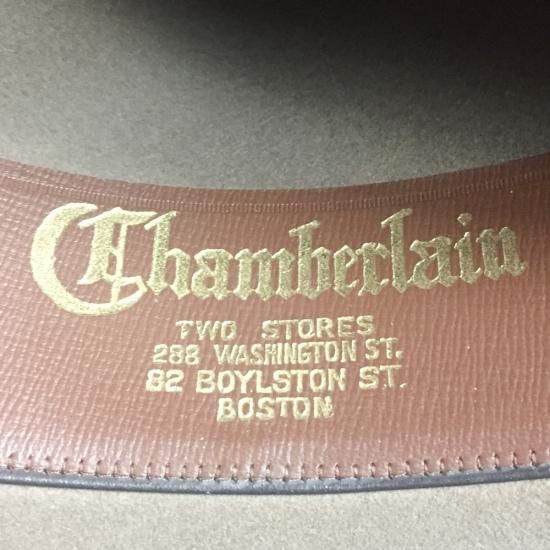 Chamberlain
TWO STORES
288 WASHINGTON ST.
82 BOYLSTON ST.
BOSTON